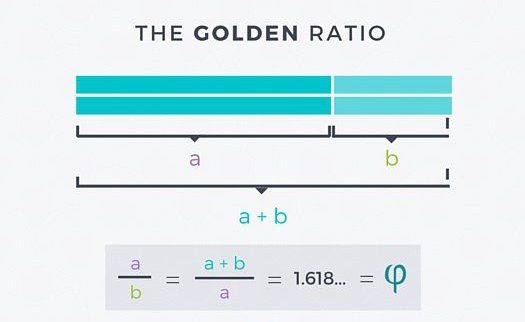 THE GOLDEN RATIO
a
b
a + b
a / b = a + b / a = 1.618... = φ